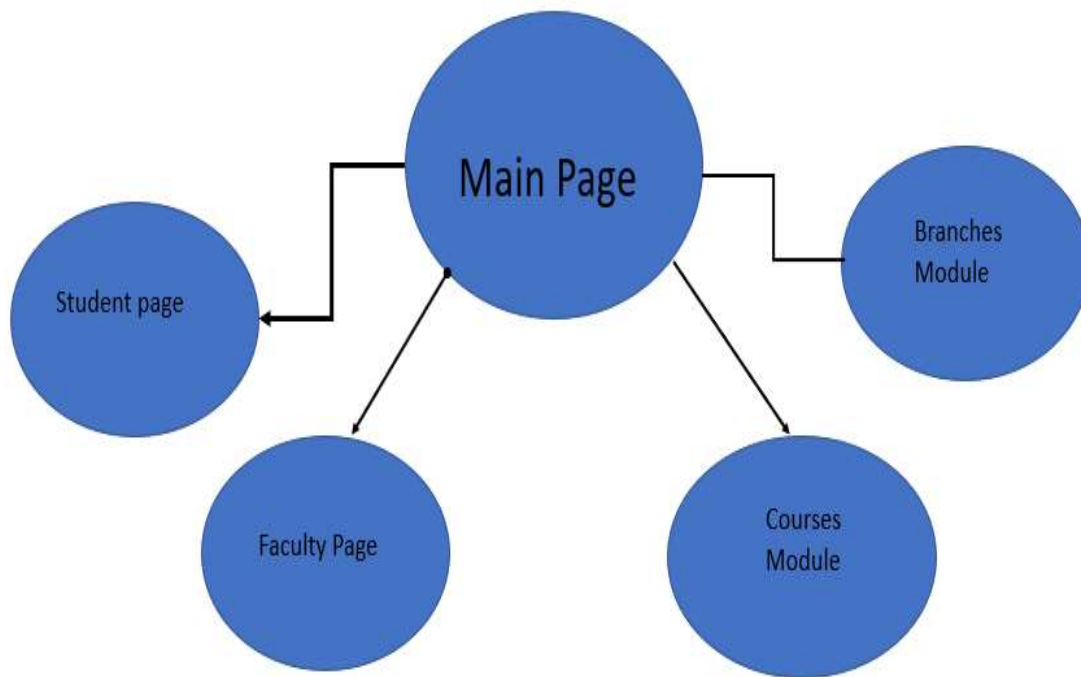 Main Page
Branches
Module
Student page
Faculty Page
Courses
Module